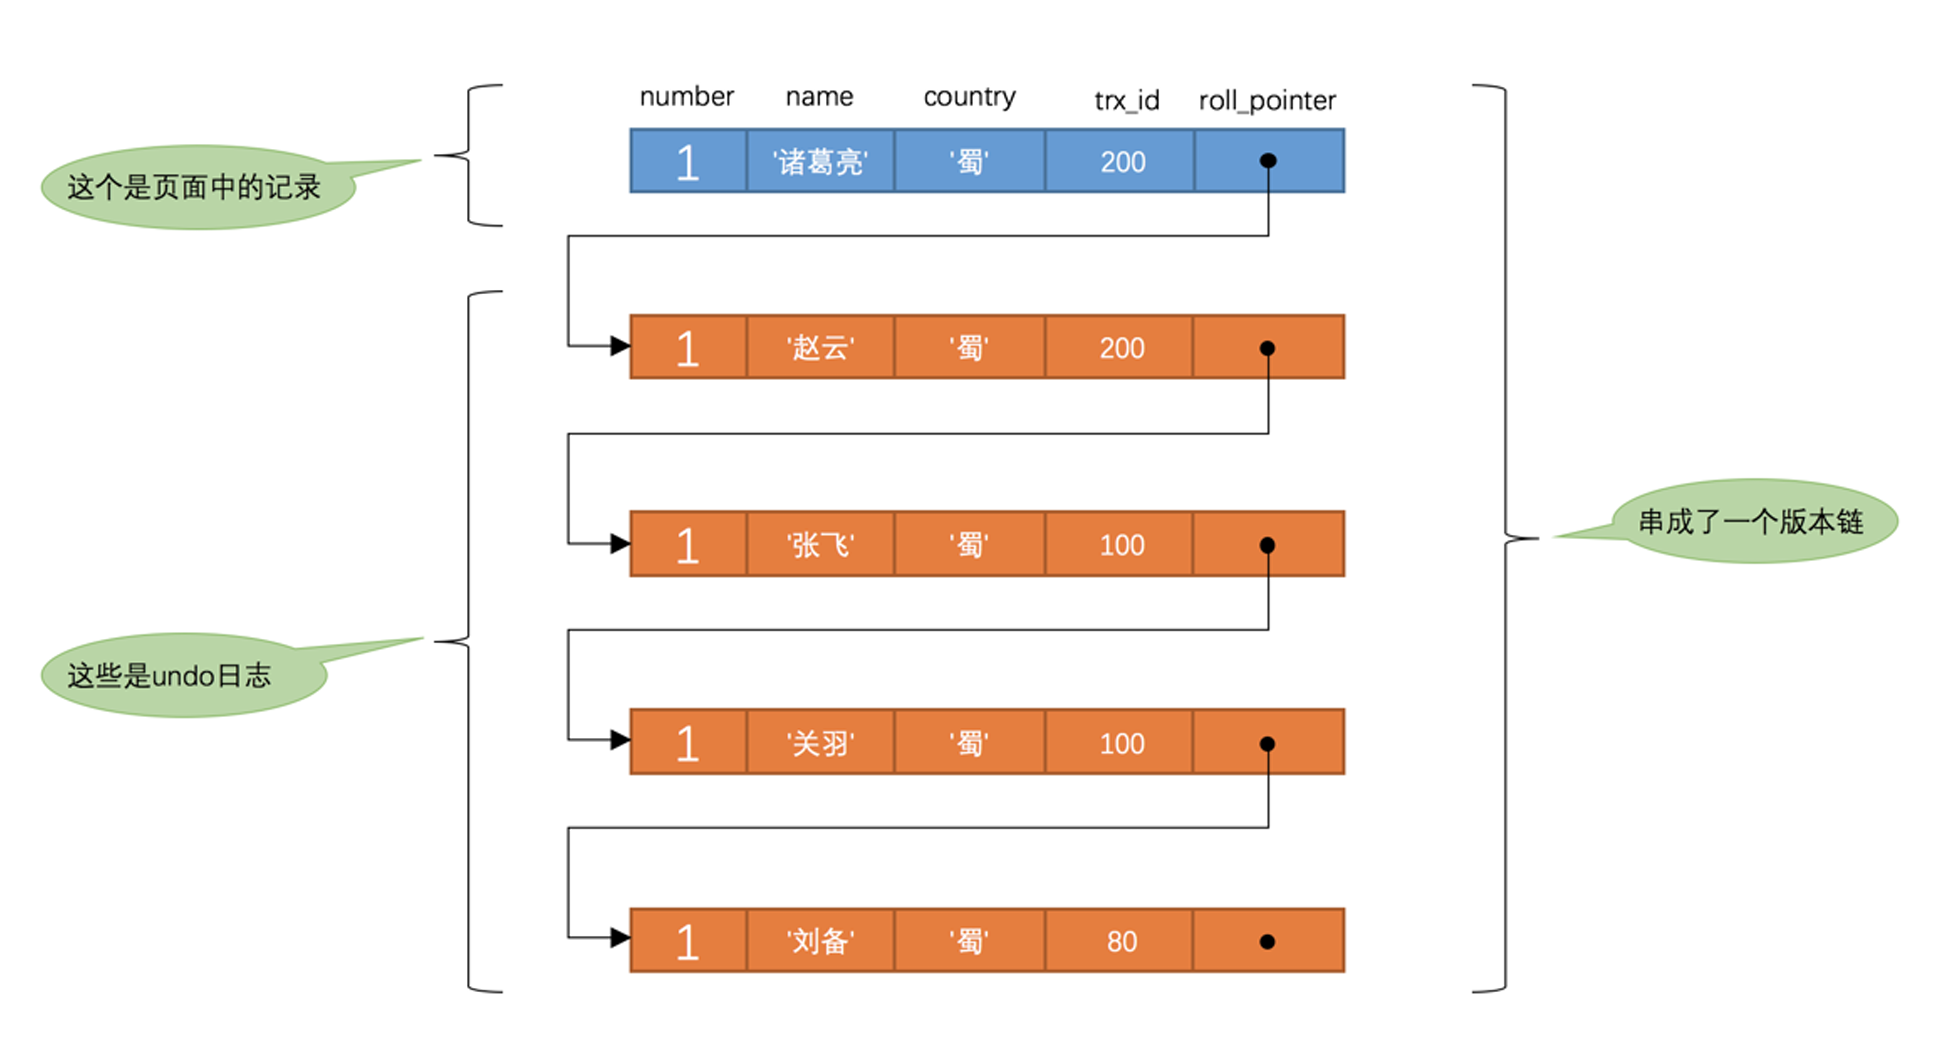 number name country trx_id roll_pointer
1 '诸葛亮' '蜀' 200
这个是页面中的记录
1 '赵云' '蜀' 200
1 '张飞' '蜀' 100
串成了一个版本链
这些是undo日志
1 '关羽' '蜀' 100
1 '刘备' '蜀' 80